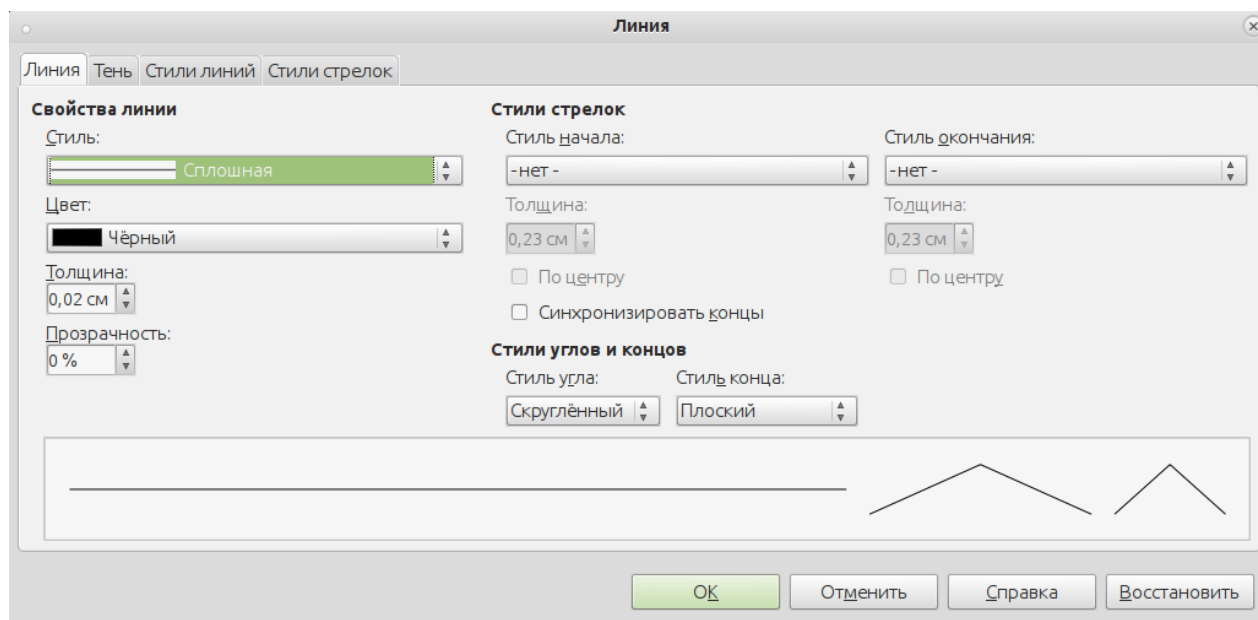 Линия
Линия Тень Стили линий Стили стрелок
Свойства линии
Стиль:
Сплошная
Цвет:
Чёрный
Толщина:
0,02 см
Прозрачность:
0 %
Стили стрелок
Стиль начала: Стиль окончания:
- нет - - нет -
Толщина: Толщина:
0,23 см 0,23 см
По центру По центру
Синхронизировать концы
Стили углов и концов
Стиль угла: Стиль конца:
Скруглённый Плоский
ОК Отменить Справка Восстановить